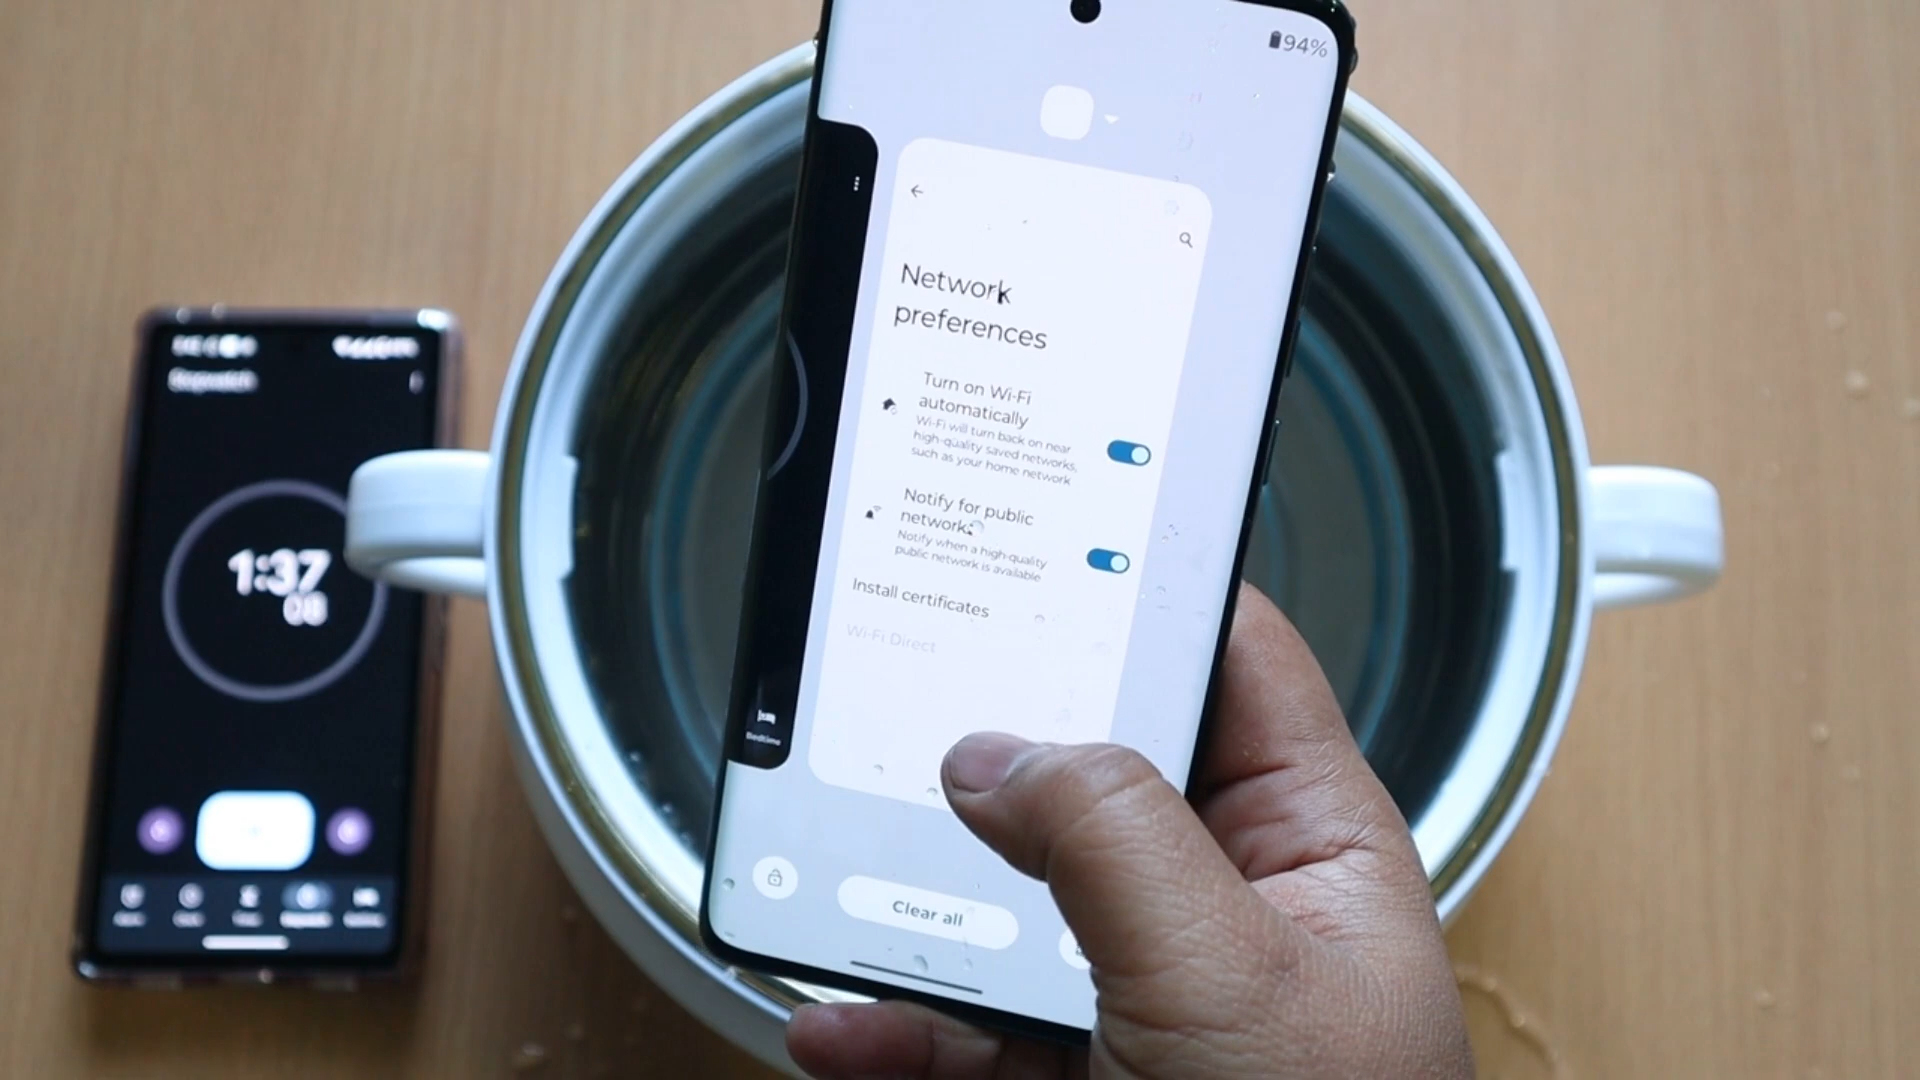 94%
Network
preferences
Turn on Wi-Fi
automatically
Wi-Fi will turn back on near
high-quality saved networks,
such as your home network
Notify for public
networks
Notify when a high-quality
public network is available
Install certificates
Wi-Fi Direct
Bedtime
Clear all
Stopwatch
1:37
08